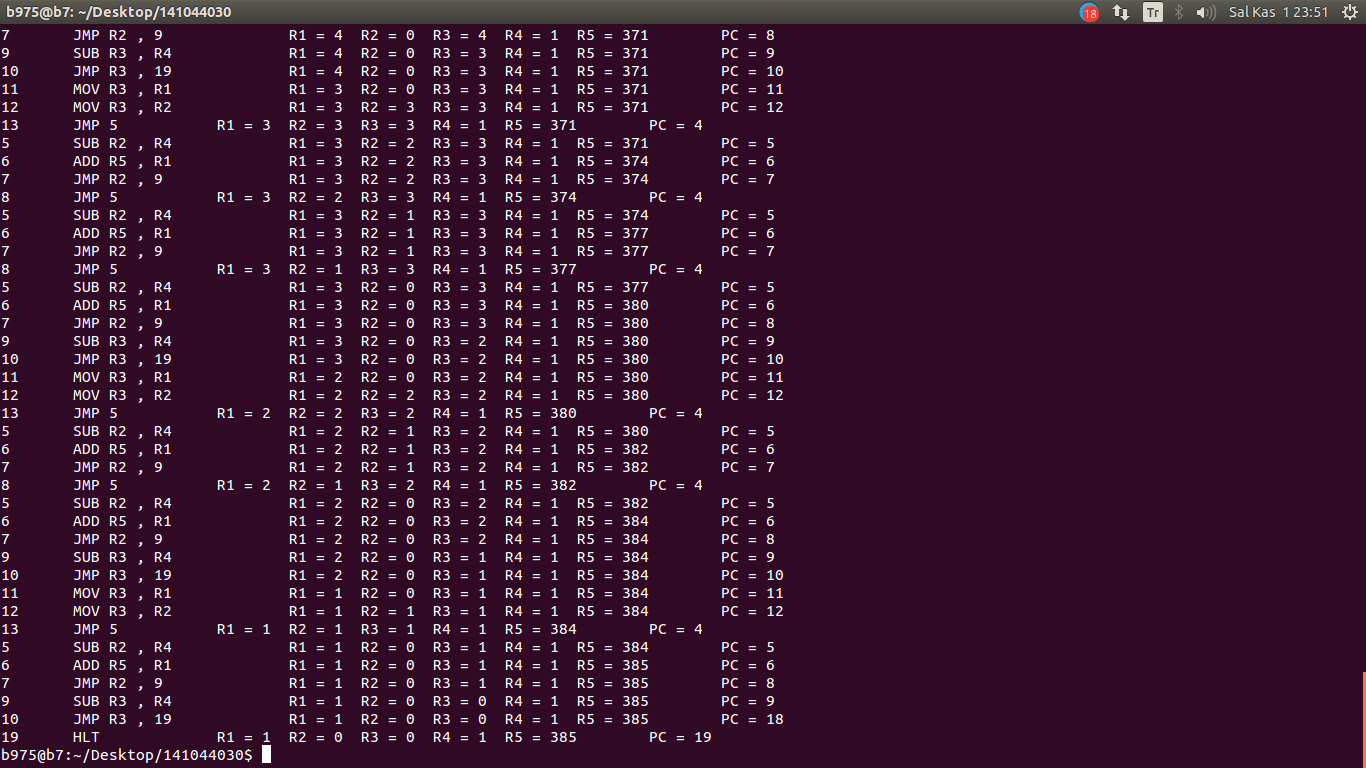 b975@b7: ~/Desktop/141044030 18 Tr Sal Kas 1 23:51
7 JMP R2 , 9 R1 = 4 R2 = 0 R3 = 4 R4 = 1 R5 = 371 PC = 8
9 SUB R3 , R4 R1 = 4 R2 = 0 R3 = 3 R4 = 1 R5 = 371 PC = 9
10 JMP R3 , 19 R1 = 4 R2 = 0 R3 = 3 R4 = 1 R5 = 371 PC = 10
11 MOV R3 , R1 R1 = 3 R2 = 0 R3 = 3 R4 = 1 R5 = 371 PC = 11
12 MOV R3 , R2 R1 = 3 R2 = 3 R3 = 3 R4 = 1 R5 = 371 PC = 12
13 JMP 5 R1 = 3 R2 = 3 R3 = 3 R4 = 1 R5 = 371 PC = 4
5 SUB R2 , R4 R1 = 3 R2 = 2 R3 = 3 R4 = 1 R5 = 371 PC = 5
6 ADD R5 , R1 R1 = 3 R2 = 2 R3 = 3 R4 = 1 R5 = 374 PC = 6
7 JMP R2 , 9 R1 = 3 R2 = 2 R3 = 3 R4 = 1 R5 = 374 PC = 7
8 JMP 5 R1 = 3 R2 = 2 R3 = 3 R4 = 1 R5 = 374 PC = 4
5 SUB R2 , R4 R1 = 3 R2 = 1 R3 = 3 R4 = 1 R5 = 374 PC = 5
6 ADD R5 , R1 R1 = 3 R2 = 1 R3 = 3 R4 = 1 R5 = 377 PC = 6
7 JMP R2 , 9 R1 = 3 R2 = 1 R3 = 3 R4 = 1 R5 = 377 PC = 7
8 JMP 5 R1 = 3 R2 = 1 R3 = 3 R4 = 1 R5 = 377 PC = 4
5 SUB R2 , R4 R1 = 3 R2 = 0 R3 = 3 R4 = 1 R5 = 377 PC = 5
6 ADD R5 , R1 R1 = 3 R2 = 0 R3 = 3 R4 = 1 R5 = 380 PC = 6
7 JMP R2 , 9 R1 = 3 R2 = 0 R3 = 3 R4 = 1 R5 = 380 PC = 8
9 SUB R3 , R4 R1 = 3 R2 = 0 R3 = 2 R4 = 1 R5 = 380 PC = 9
10 JMP R3 , 19 R1 = 3 R2 = 0 R3 = 2 R4 = 1 R5 = 380 PC = 10
11 MOV R3 , R1 R1 = 2 R2 = 0 R3 = 2 R4 = 1 R5 = 380 PC = 11
12 MOV R3 , R2 R1 = 2 R2 = 2 R3 = 2 R4 = 1 R5 = 380 PC = 12
13 JMP 5 R1 = 2 R2 = 2 R3 = 2 R4 = 1 R5 = 380 PC = 4
5 SUB R2 , R4 R1 = 2 R2 = 1 R3 = 2 R4 = 1 R5 = 380 PC = 5
6 ADD R5 , R1 R1 = 2 R2 = 1 R3 = 2 R4 = 1 R5 = 382 PC = 6
7 JMP R2 , 9 R1 = 2 R2 = 1 R3 = 2 R4 = 1 R5 = 382 PC = 7
8 JMP 5 R1 = 2 R2 = 1 R3 = 2 R4 = 1 R5 = 382 PC = 4
5 SUB R2 , R4 R1 = 2 R2 = 0 R3 = 2 R4 = 1 R5 = 382 PC = 5
6 ADD R5 , R1 R1 = 2 R2 = 0 R3 = 2 R4 = 1 R5 = 384 PC = 6
7 JMP R2 , 9 R1 = 2 R2 = 0 R3 = 2 R4 = 1 R5 = 384 PC = 8
9 SUB R3 , R4 R1 = 2 R2 = 0 R3 = 1 R4 = 1 R5 = 384 PC = 9
10 JMP R3 , 19 R1 = 2 R2 = 0 R3 = 1 R4 = 1 R5 = 384 PC = 10
11 MOV R3 , R1 R1 = 1 R2 = 0 R3 = 1 R4 = 1 R5 = 384 PC = 11
12 MOV R3 , R2 R1 = 1 R2 = 1 R3 = 1 R4 = 1 R5 = 384 PC = 12
13 JMP 5 R1 = 1 R2 = 1 R3 = 1 R4 = 1 R5 = 384 PC = 4
5 SUB R2 , R4 R1 = 1 R2 = 0 R3 = 1 R4 = 1 R5 = 384 PC = 5
6 ADD R5 , R1 R1 = 1 R2 = 0 R3 = 1 R4 = 1 R5 = 385 PC = 6
7 JMP R2 , 9 R1 = 1 R2 = 0 R3 = 1 R4 = 1 R5 = 385 PC = 8
9 SUB R3 , R4 R1 = 1 R2 = 0 R3 = 0 R4 = 1 R5 = 385 PC = 9
10 JMP R3 , 19 R1 = 1 R2 = 0 R3 = 0 R4 = 1 R5 = 385 PC = 18
19 HLT R1 = 1 R2 = 0 R3 = 0 R4 = 1 R5 = 385 PC = 19
b975@b7:~/Desktop/141044030$